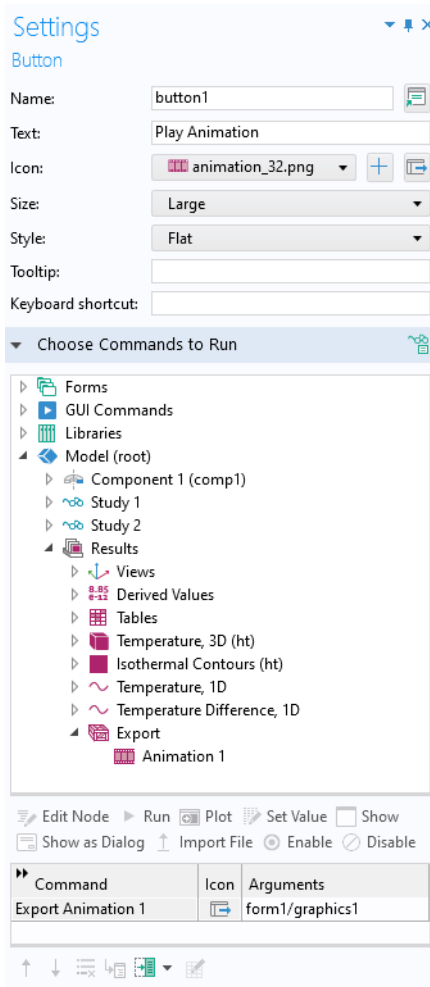 Settings
Button
Name: button1
Text: Play Animation
Icon: animation_32.png
Size: Large
Style: Flat
Tooltip:
Keyboard shortcut:
Choose Commands to Run
Forms
GUI Commands
Libraries
Model (root)
Component 1 (comp1)
Study 1
Study 2
Results
Views
8.85
e-12 Derived Values
Tables
Temperature, 3D (ht)
Isothermal Contours (ht)
Temperature, 1D
Temperature Difference, 1D
Export
Animation 1
Edit Node Run Plot Set Value Show
Show as Dialog Import File Enable Disable
Command Icon Arguments
Export Animation 1 form1/graphics1